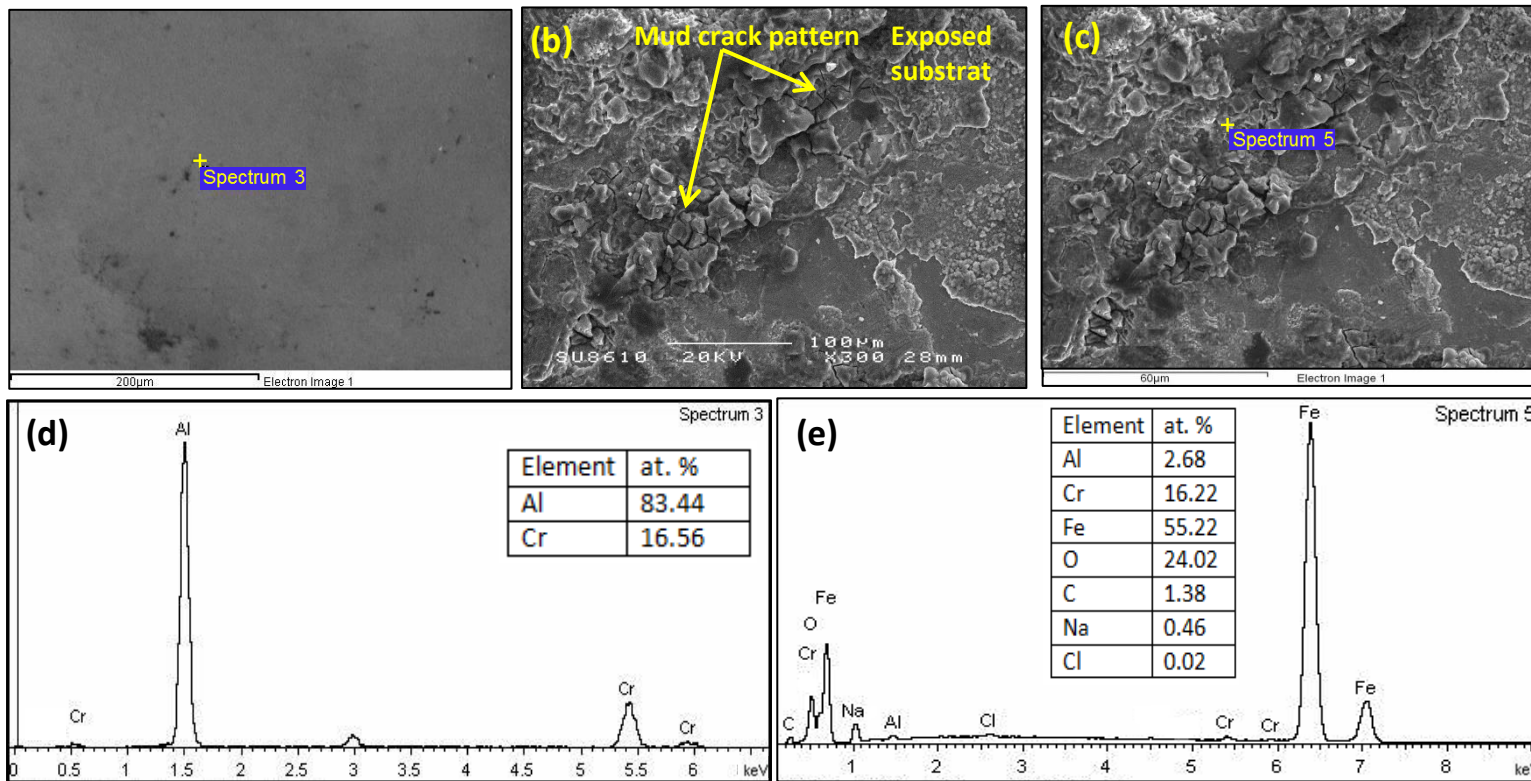 Spectrum 3
200µm
Electron Image 1
(b)
Mud crack pattern
Exposed
substrat
SU8610 20KV
100µm
X300 28mm
(c)
Spectrum 5
60µm
Electron Image 1
(d)
Spectrum 3
Al
Element at. %
Al 83.44
Cr 16.56
Cr
Cr
Cr
0 0.5 1 1.5 2 2.5 3 3.5 4 4.5 5 5.5 6 keV
(e)
Spectrum 5
Fe
Element at. %
Al 2.68
Cr 16.22
Fe 55.22
O 24.02
C 1.38
Na 0.46
Cl 0.02
Fe
O
Cr
C
Na
Al
Cl
Cr
Cr
Fe
1 2 3 4 5 6 7 8 keV